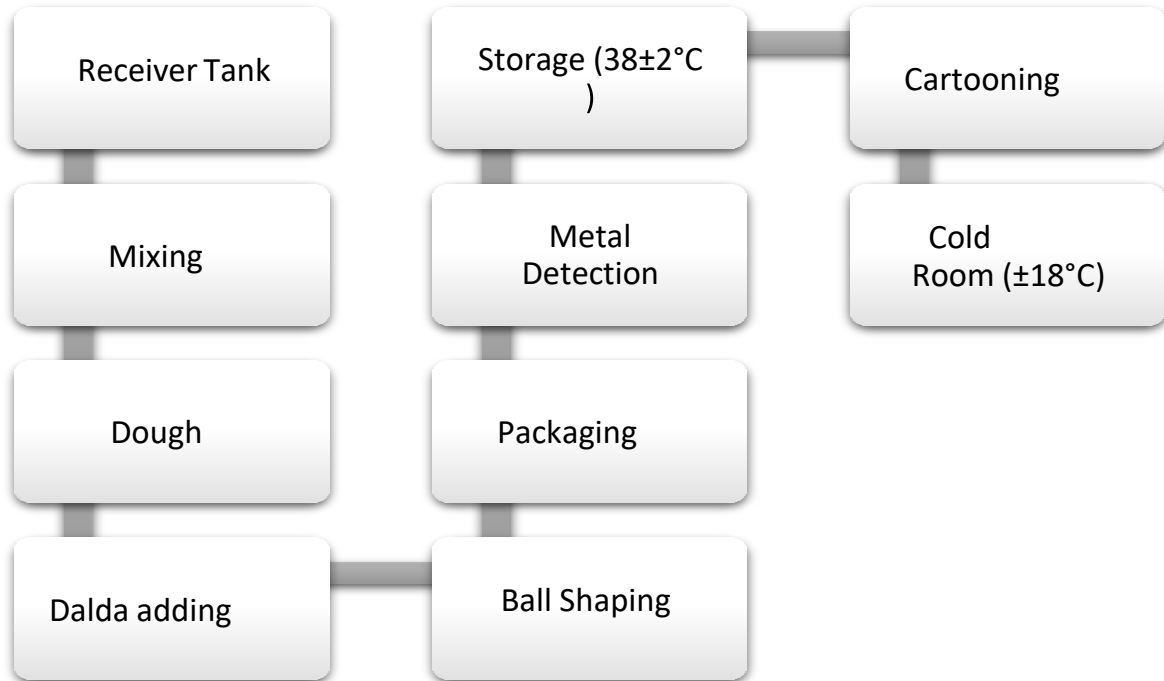 Receiver Tank
Mixing
Dough
Dalda adding
Ball Shaping
Packaging
Metal
Detection
Storage (38±2°C
)
Cartooning
Cold
Room (±18°C)